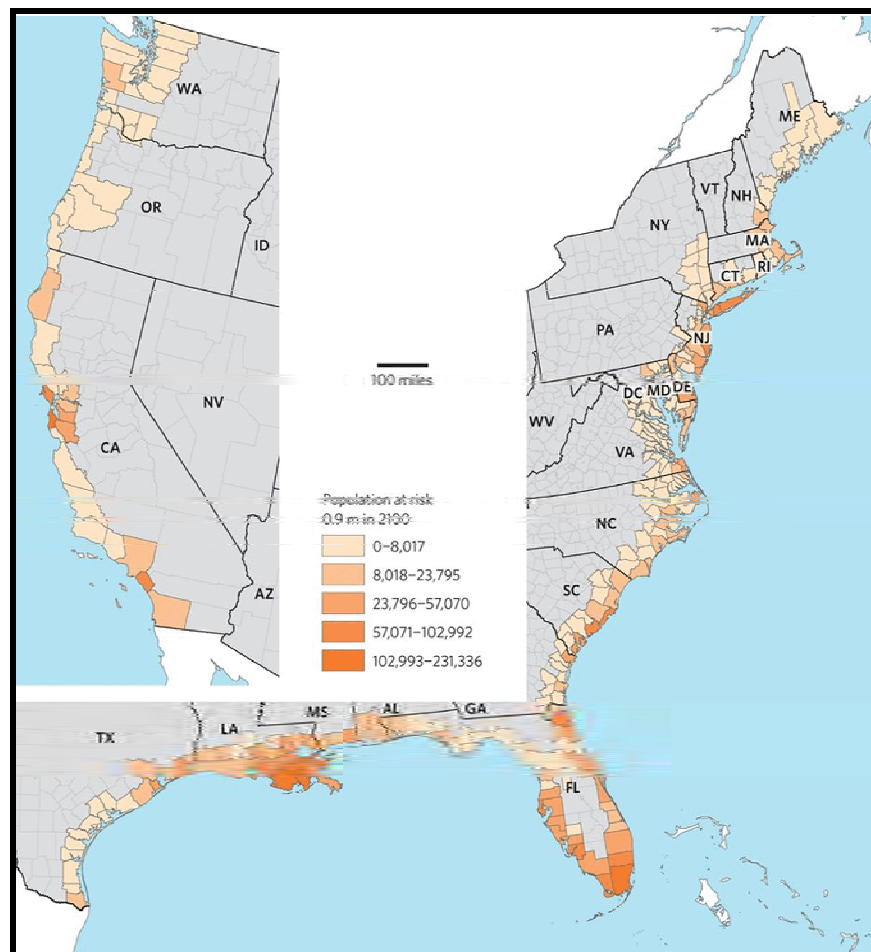 WA
ME
OR
VT
NH
NY
MA
ID
CT
RI
PA
NJ
100 miles
DC
MD
DE
NV
WV
CA
VA
Population at risk
0.9 m in 2100
NC
0–8,017
8,018–23,795
SC
AZ
23,796–57,070
57,071–102,992
102,993–231,336
MS
AL
GA
LA
TX
FL